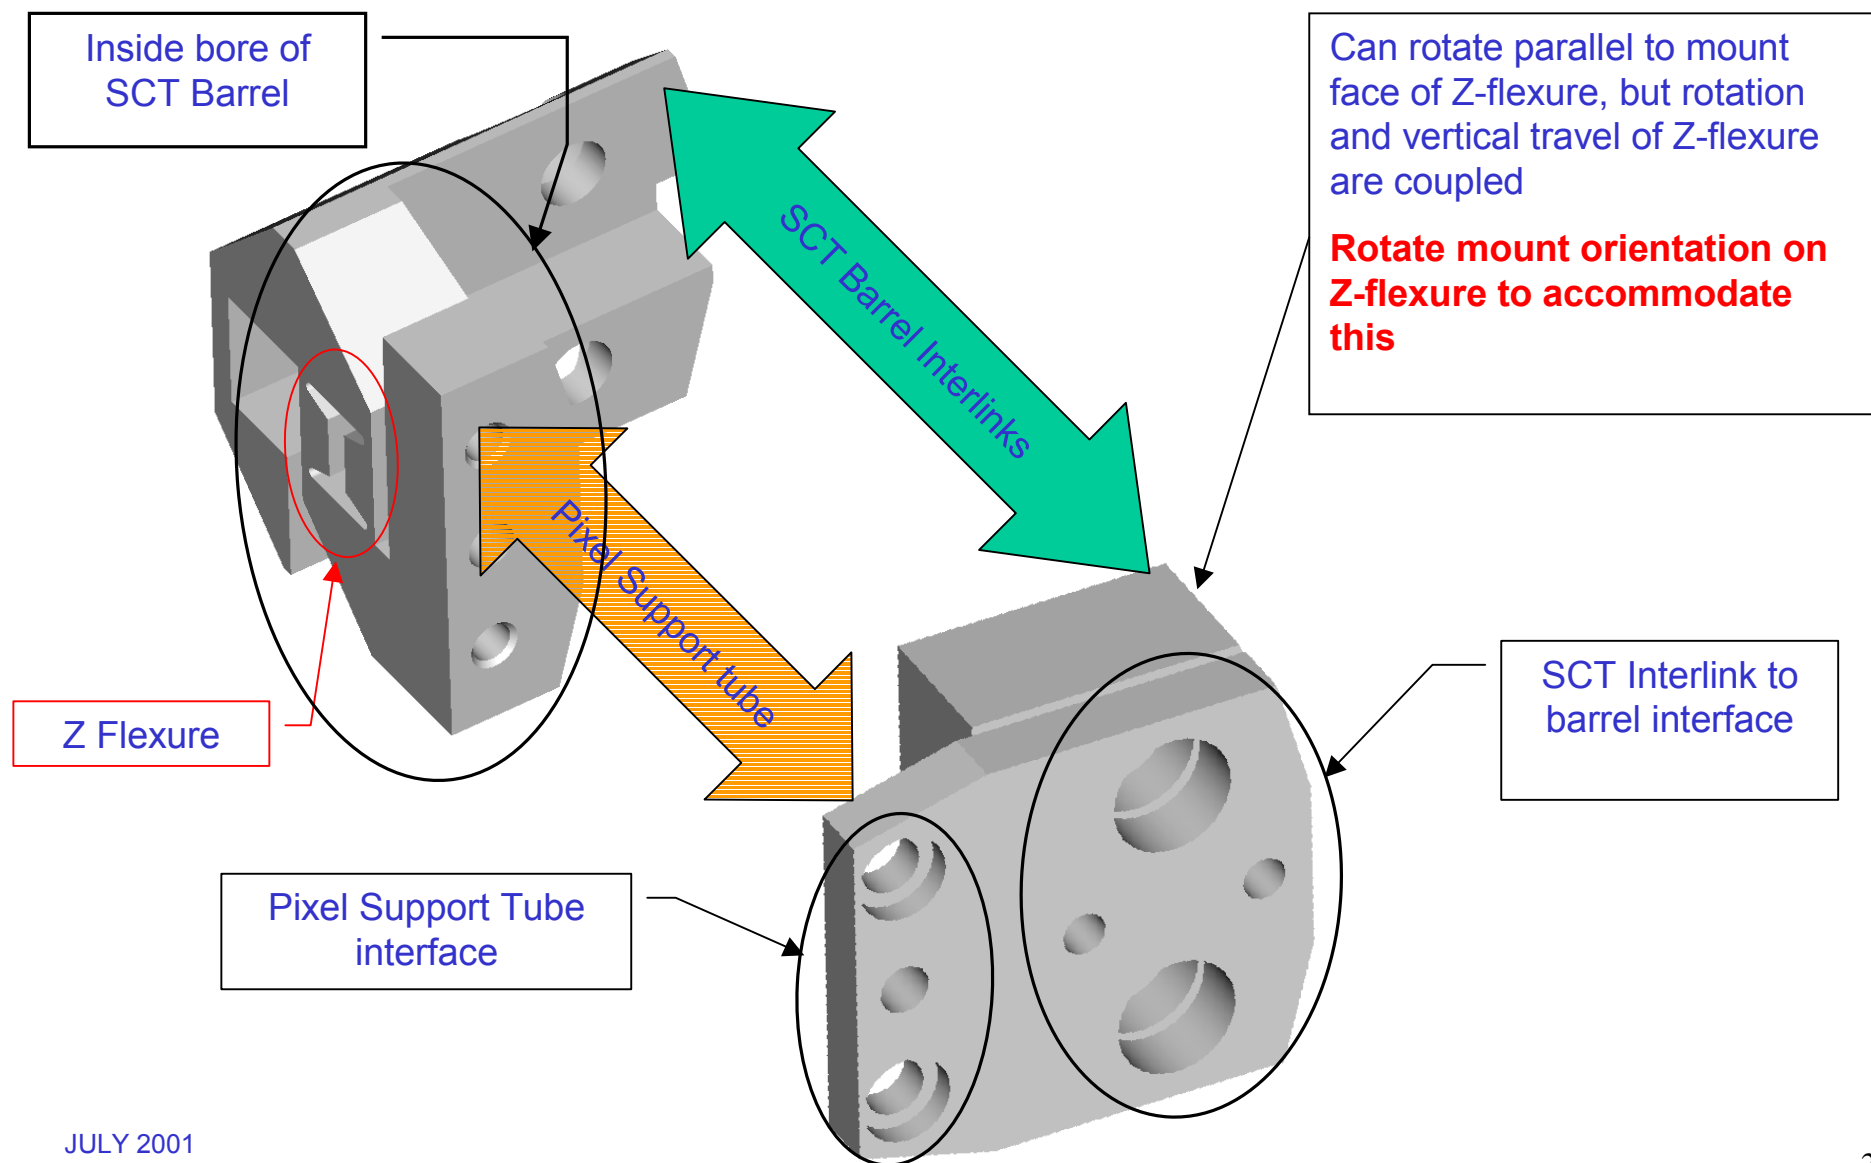 Inside bore of
SCT Barrel
Can rotate parallel to mount
face of Z-flexure, but rotation
and vertical travel of Z-flexure
are coupled
Rotate mount orientation on
Z-flexure to accommodate
this
SCT Barrel Interlinks
Pixel Support tube
Z Flexure
SCT Interlink to
barrel interface
Pixel Support Tube
interface
JULY 2001